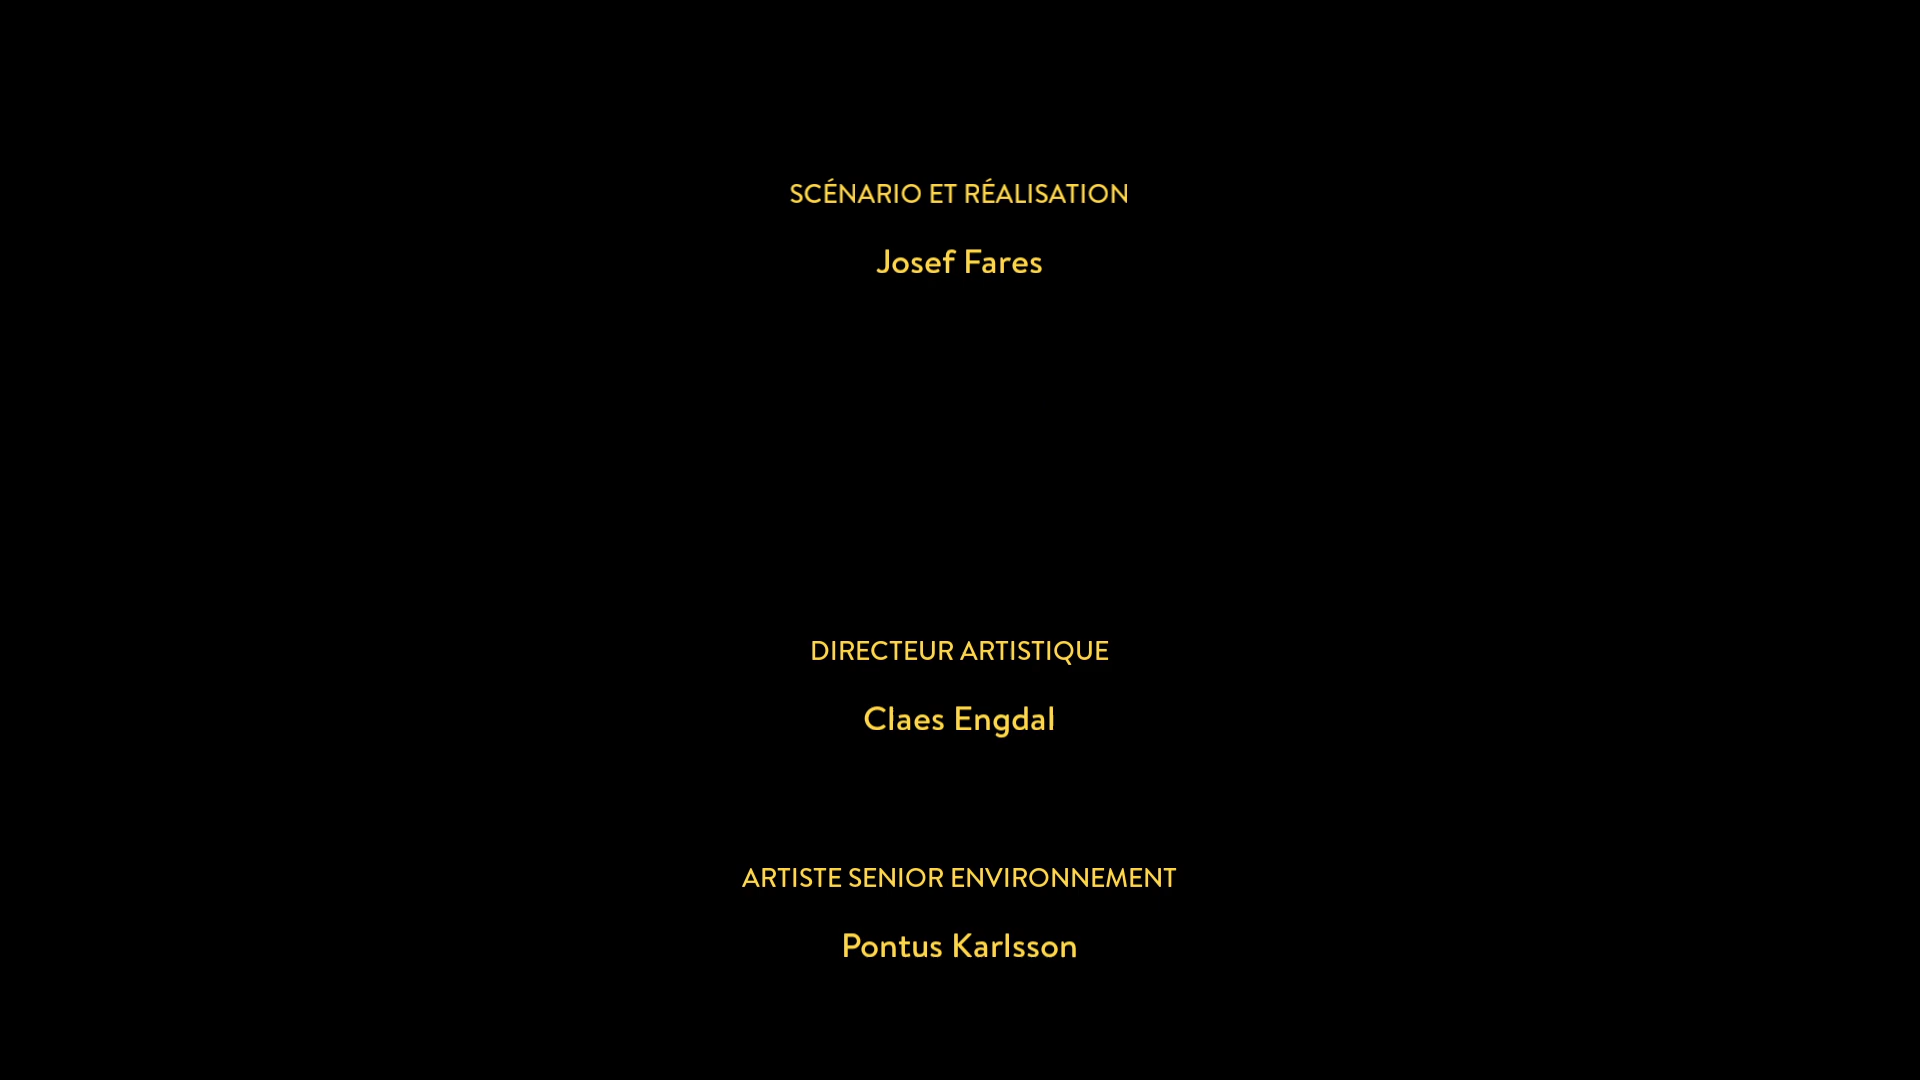 SCÉNARIO ET RÉALISATION
Josef Fares
DIRECTEUR ARTISTIQUE
Claes Engdal
ARTISTE SENIOR ENVIRONNEMENT
Pontus Karlsson